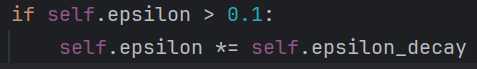 if self.epsilon > 0.1:
    self.epsilon *= self.epsilon_decay